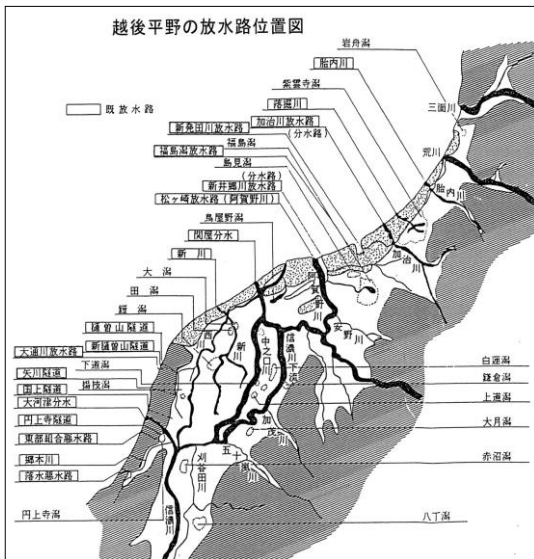 越後平野の放水路位置図
既放水路
岩舟潟
胎内川
紫雲寺潟
落堀川
加治川放水路
(分水路)
新発田川放水路
福島潟
福島潟放水路
島見潟
(分水路)
新井郷川放水路
松ヶ崎放水路(阿賀野川)
鳥屋野潟
関屋分水
新川
大潟
田潟
鎧潟
樋曽山隧道
新樋曽山隧道
大通川放水路
下道潟
矢川隧道
揚枝潟
国上隧道
大河津分水
円上寺隧道
東部組合悪水路
郷本川
落水悪水路
円上寺潟
三面川
荒川
胎内川
加治川
阿賀野川
安野川
西川
新川
中之口川
信濃川下流
加茂川
五十嵐川
刈谷田川
信濃川
白蓮潟
鎌倉潟
上道潟
大月潟
赤沼潟
八丁潟